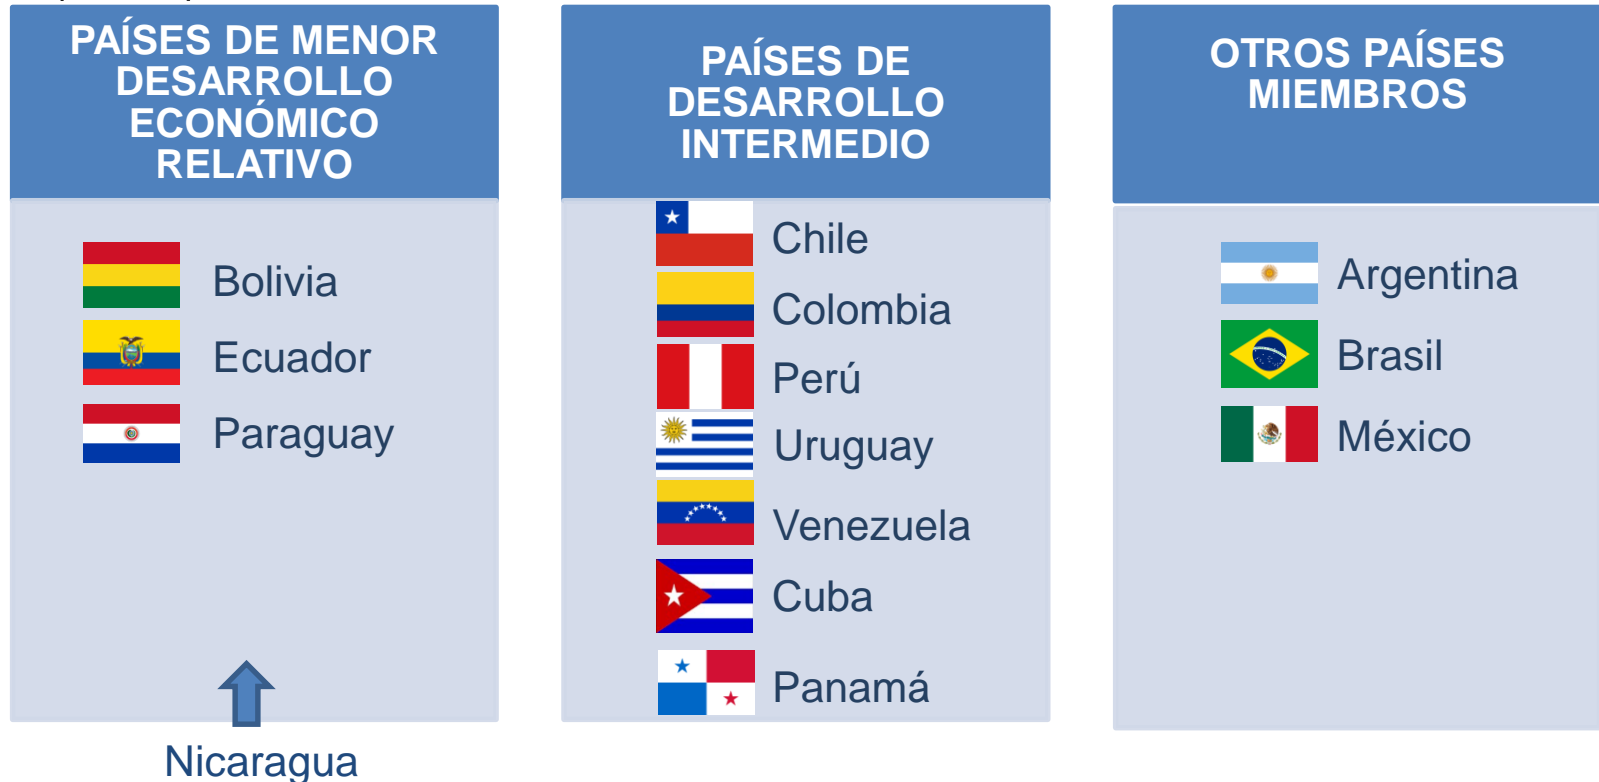 PAÍSES DE MENOR
DESARROLLO
ECONÓMICO
RELATIVO
Bolivia
Ecuador
Paraguay
Nicaragua
PAÍSES DE
DESARROLLO
INTERMEDIO
Chile
Colombia
Perú
Uruguay
Venezuela
Cuba
Panamá
OTROS PAÍSES
MIEMBROS
Argentina
Brasil
México